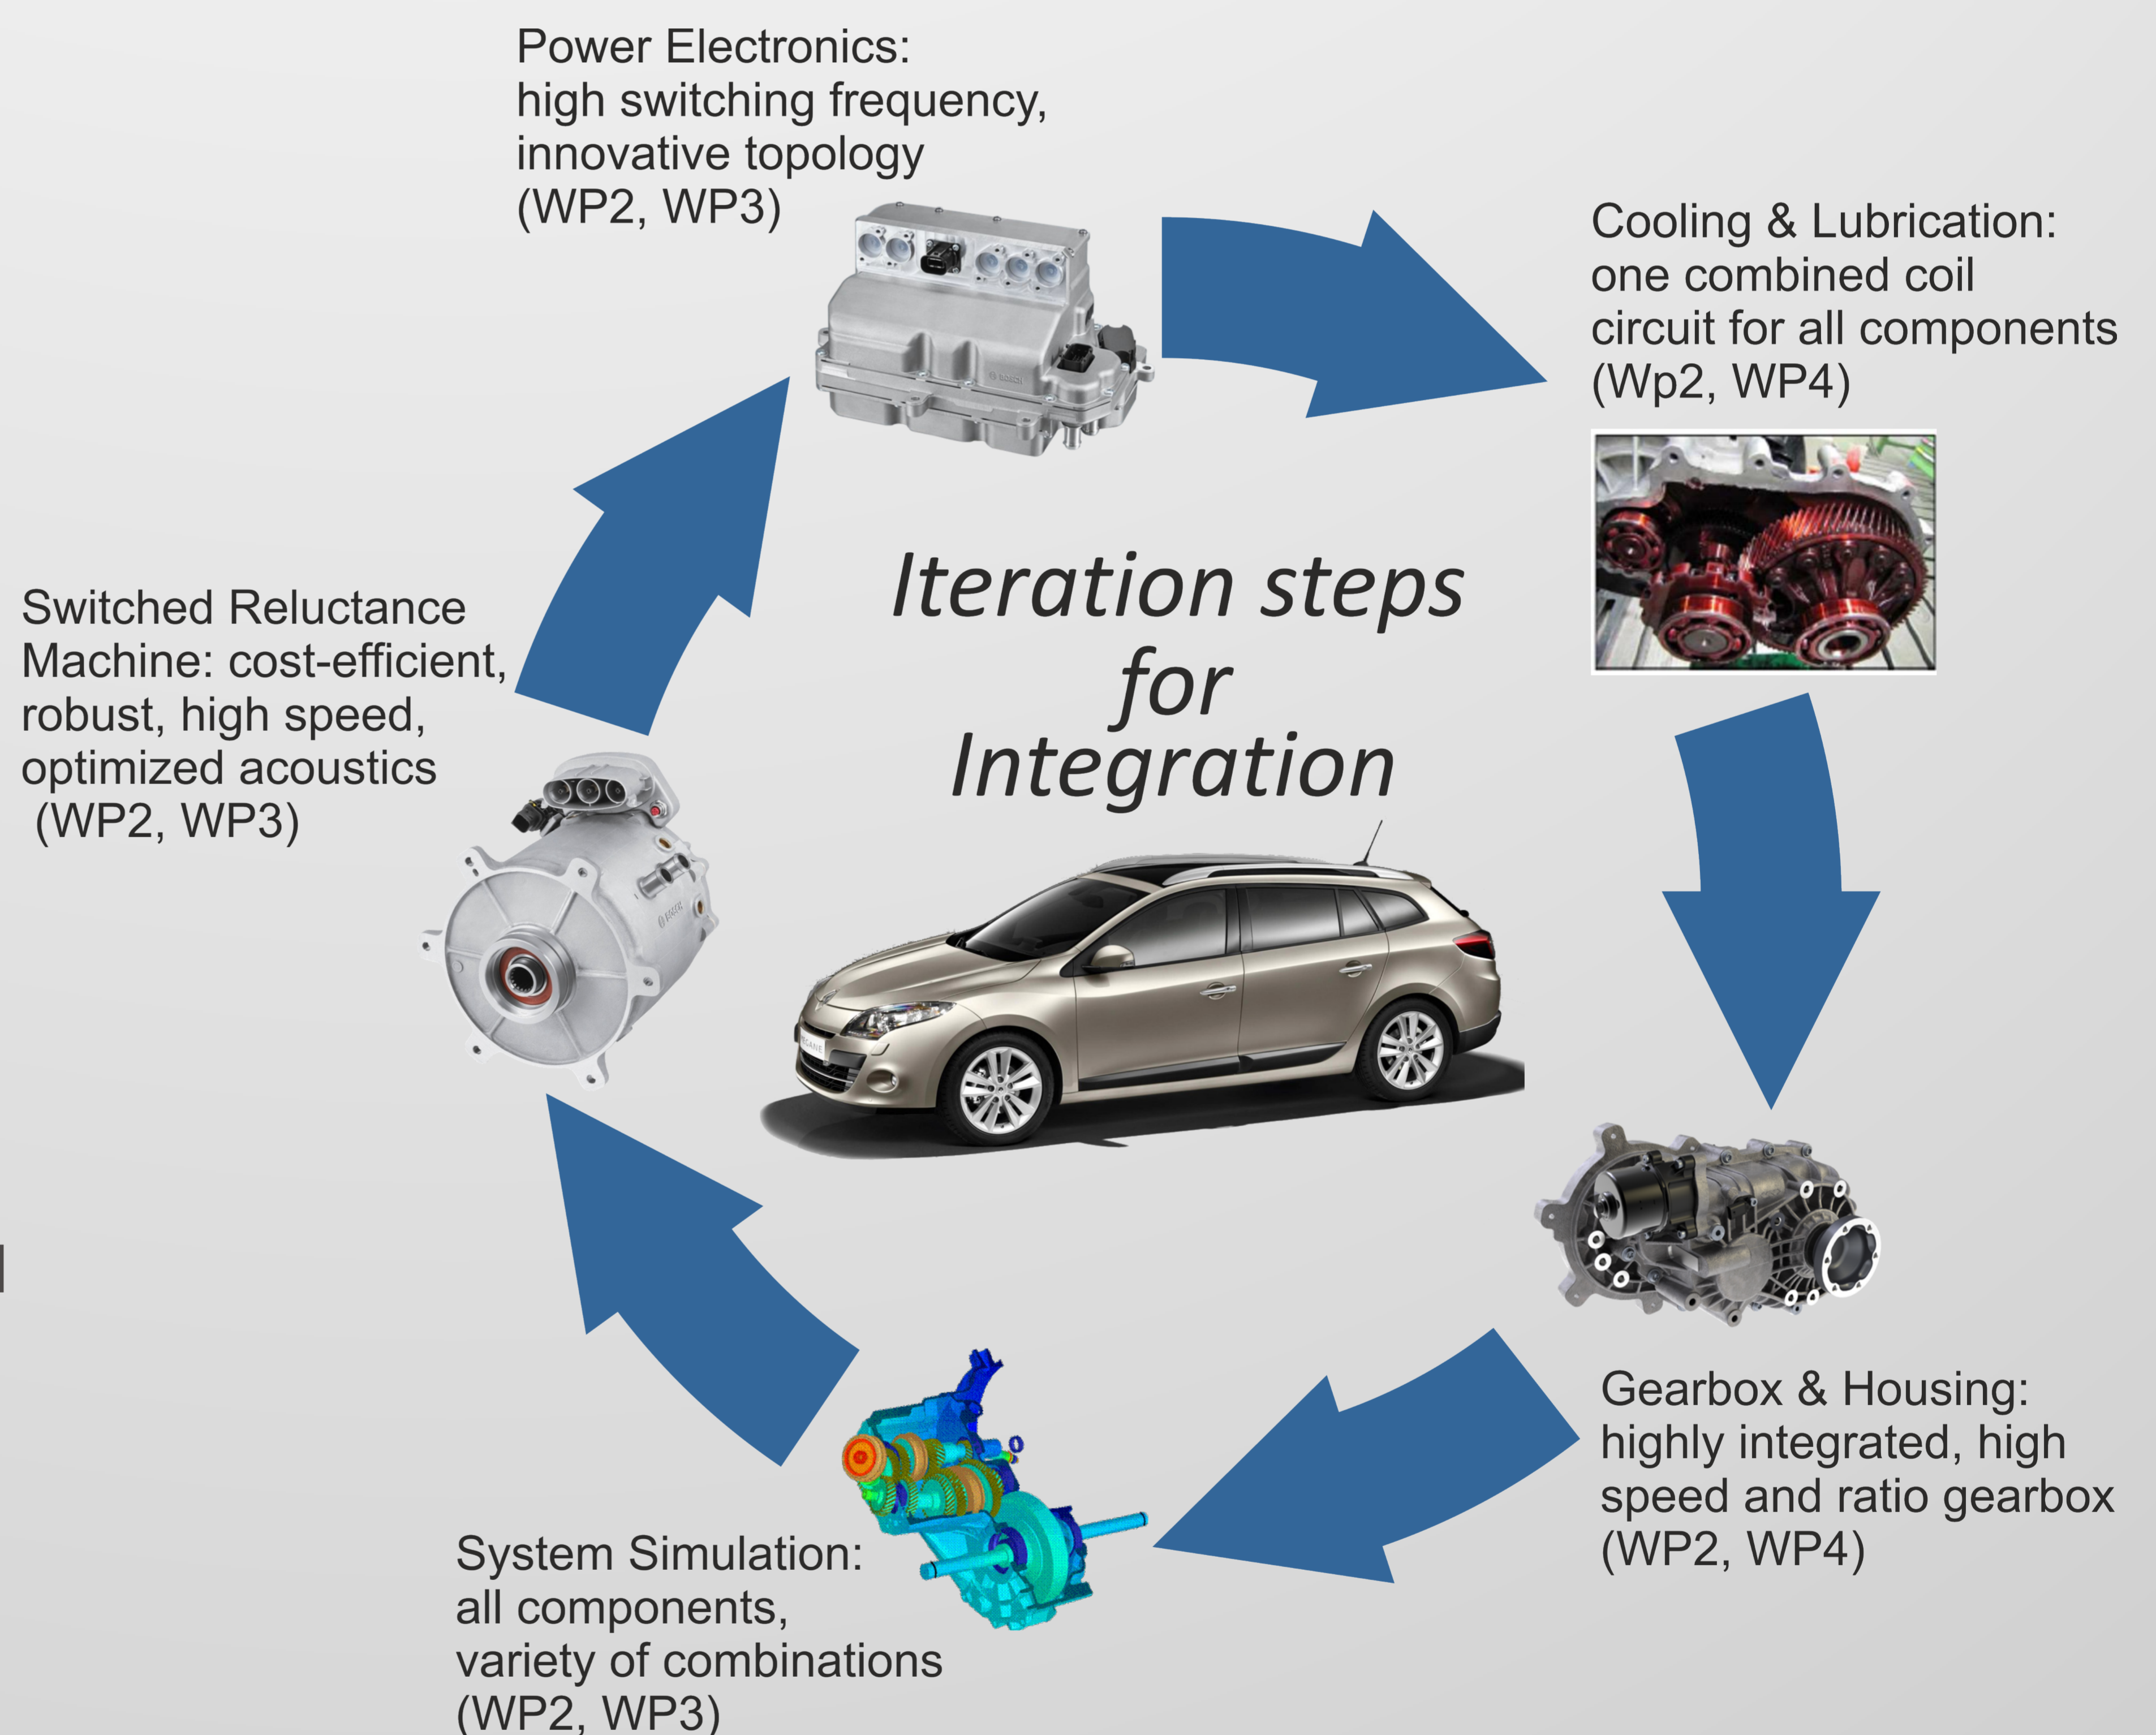 Power Electronics:
high switching frequency,
innovative topology
(WP2, WP3)
Cooling & Lubrication:
one combined coil
circuit for all components
(Wp2, WP4)
Switched Reluctance
Machine: cost-efficient,
robust, high speed,
optimized acoustics
(WP2, WP3)
Iteration steps
for
Integration
BOSCH
BOSCH
Gearbox & Housing:
highly integrated, high
speed and ratio gearbox
(WP2, WP4)
System Simulation:
all components,
variety of combinations
(WP2, WP3)